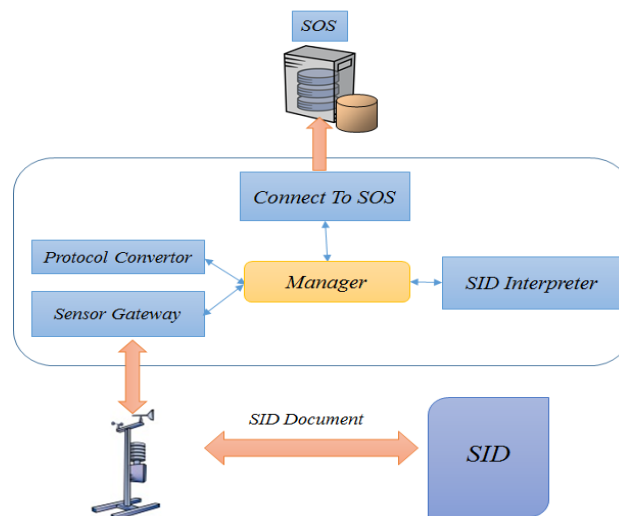 SOS
Connect To SOS
Protocol Convertor
Manager
SID Interpreter
Sensor Gateway
SID Document
SID